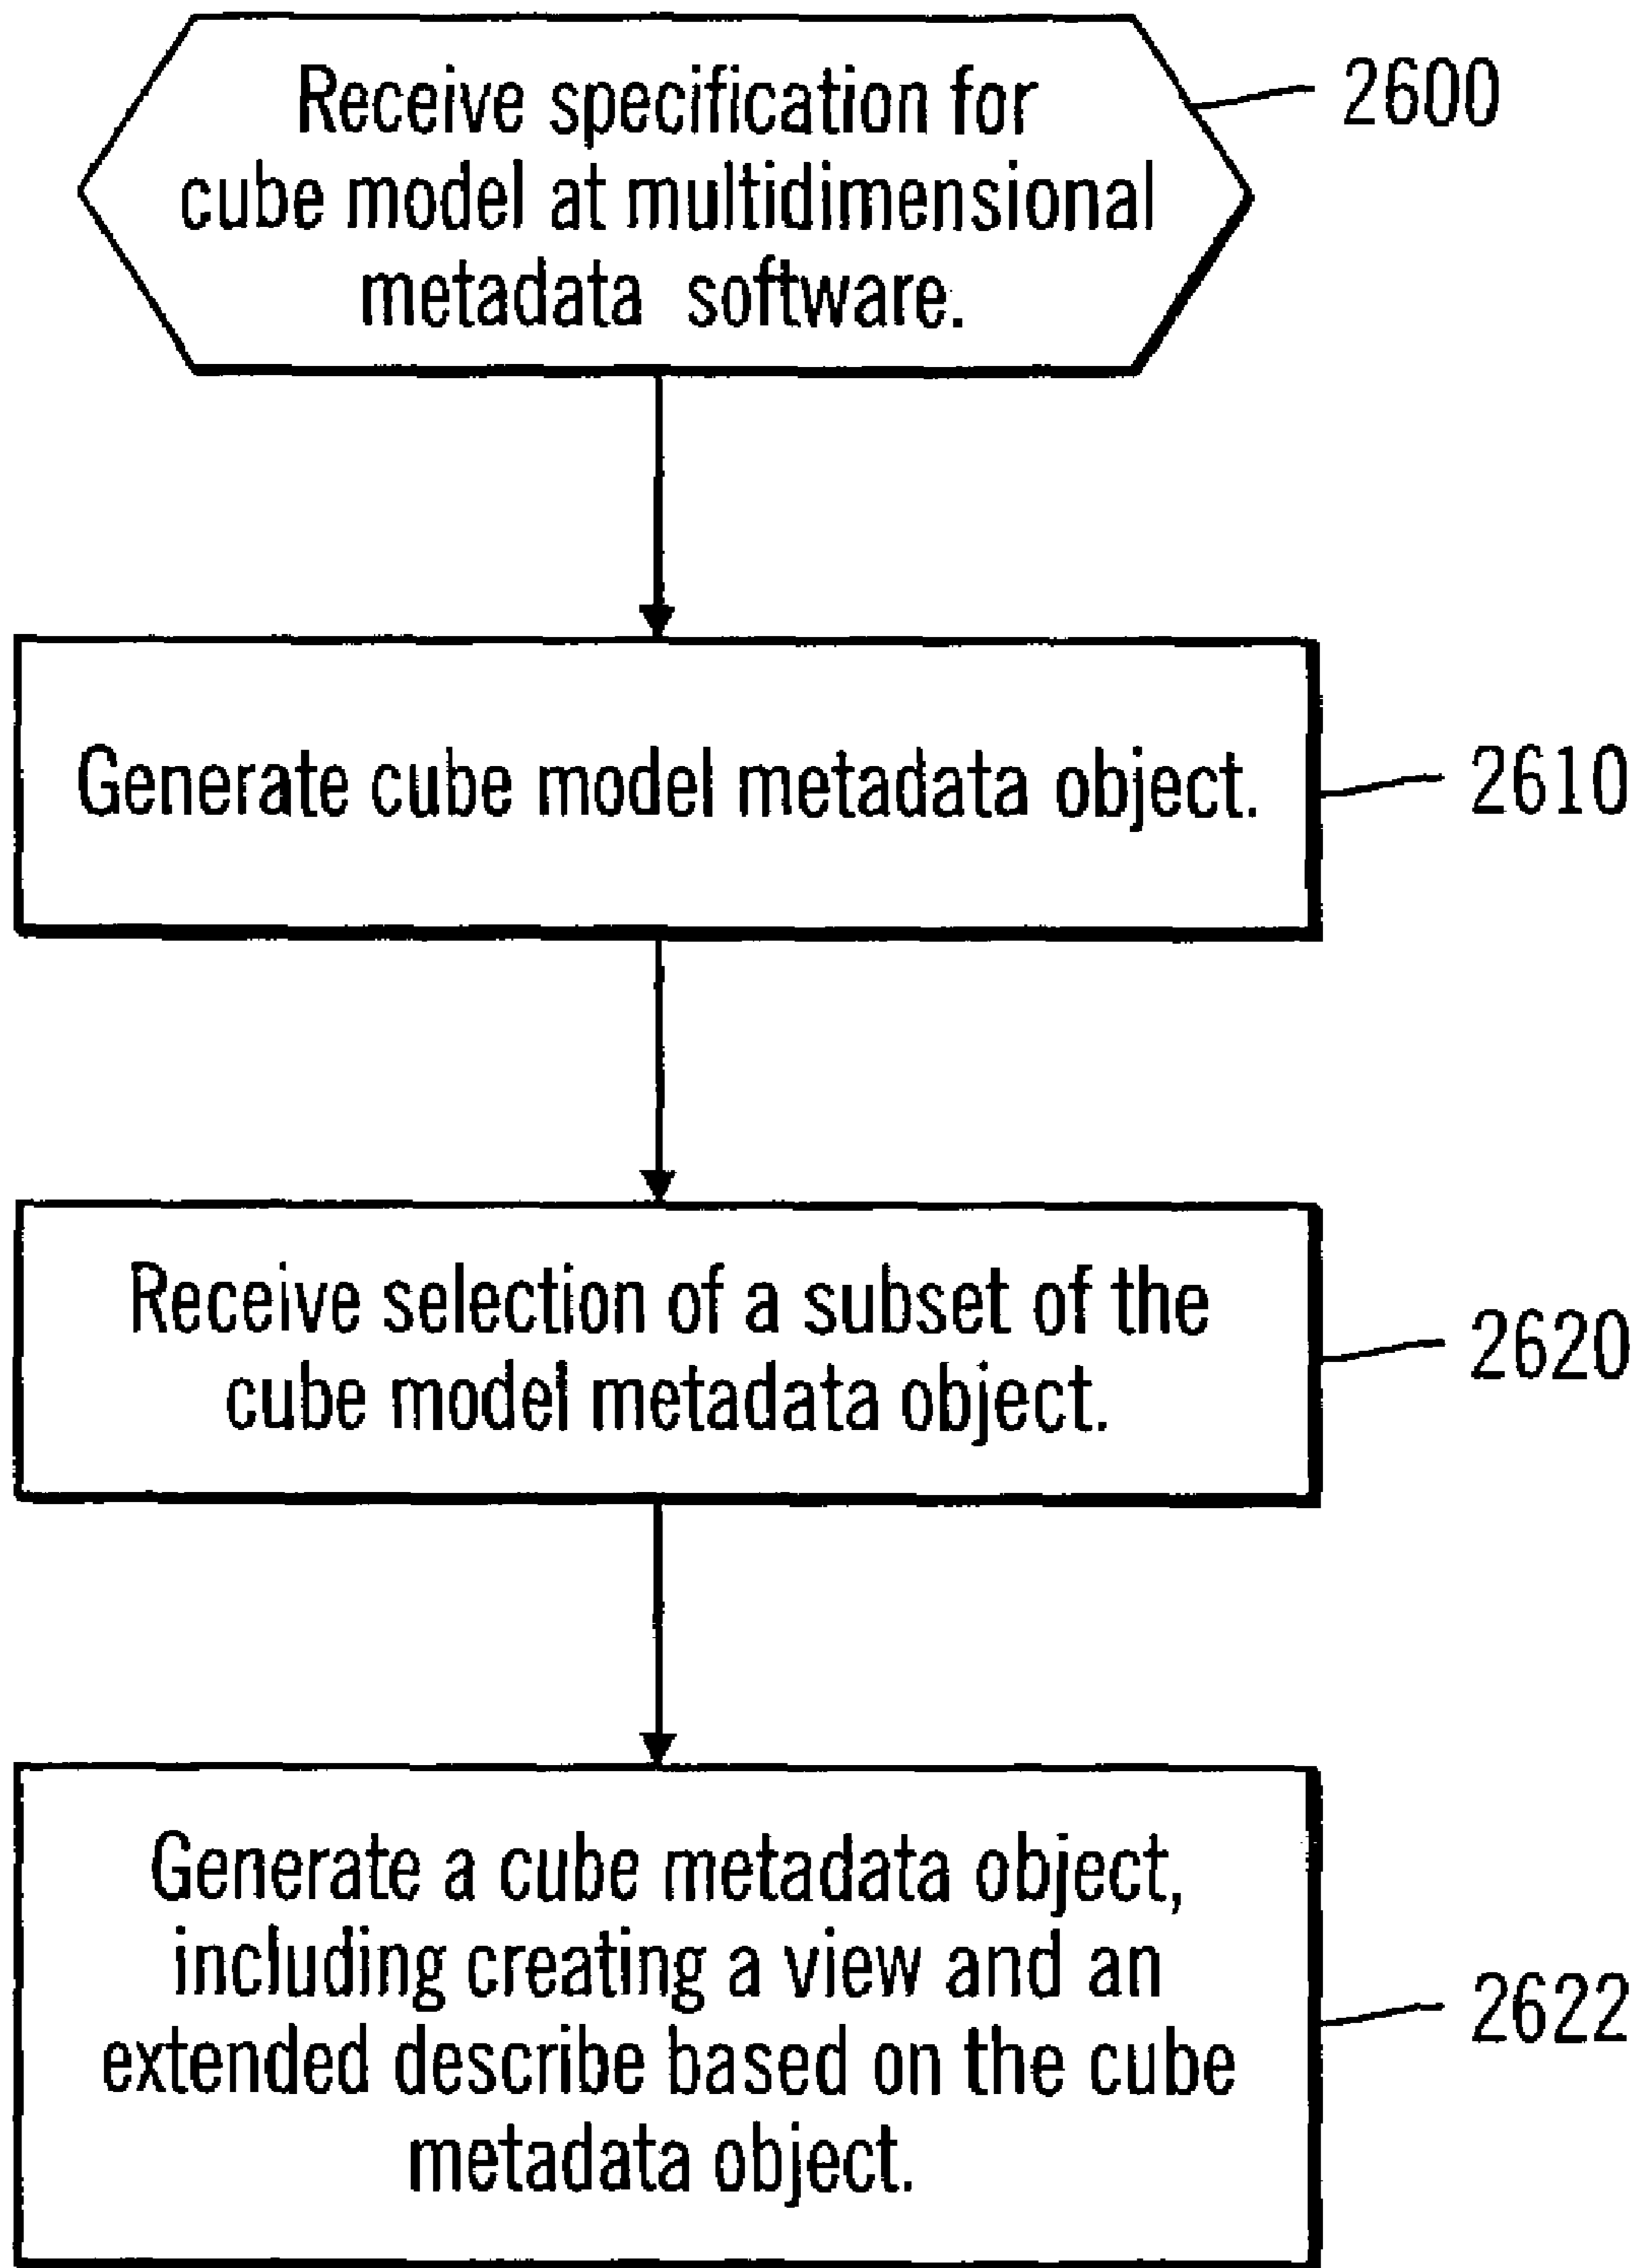 Receive specification for
cube model at multidimensional
metadata software.
2600
Generate cube model metadata object.
2610
Receive selection of a subset of the
cube model metadata object.
2620
Generate a cube metadata object,
including creating a view and an
extended describe based on the cube
metadata object.
2622